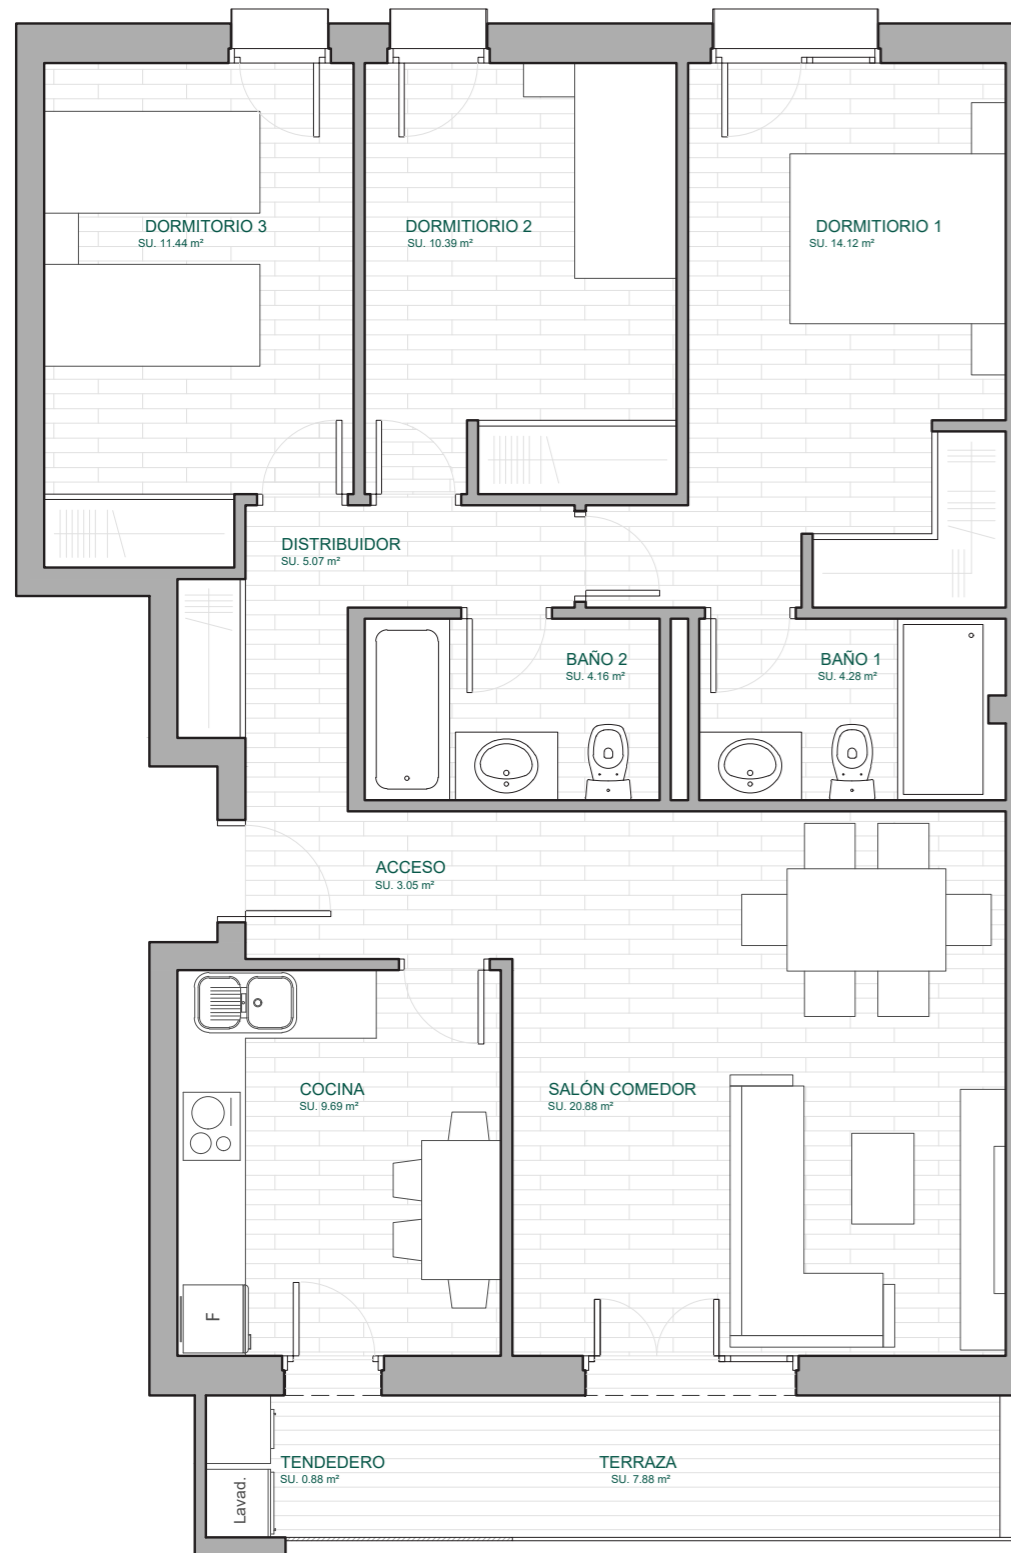 DORMITORIO 3
SU. 11.44 m²
DORMITIORIO 2
SU. 10.39 m²
DORMITIORIO 1
SU. 14.12 m²
DISTRIBUIDOR
SU. 5.07 m²
BAÑO 2
SU. 4.16 m²
BAÑO 1
SU. 4.28 m²
ACCESO
SU. 3.05 m²
COCINA
SU. 9.69 m²
SALÓN COMEDOR
SU. 20.88 m²
F
TENDEDERO
SU. 0.88 m²
TERRAZA
SU. 7.88 m²
Lavad.